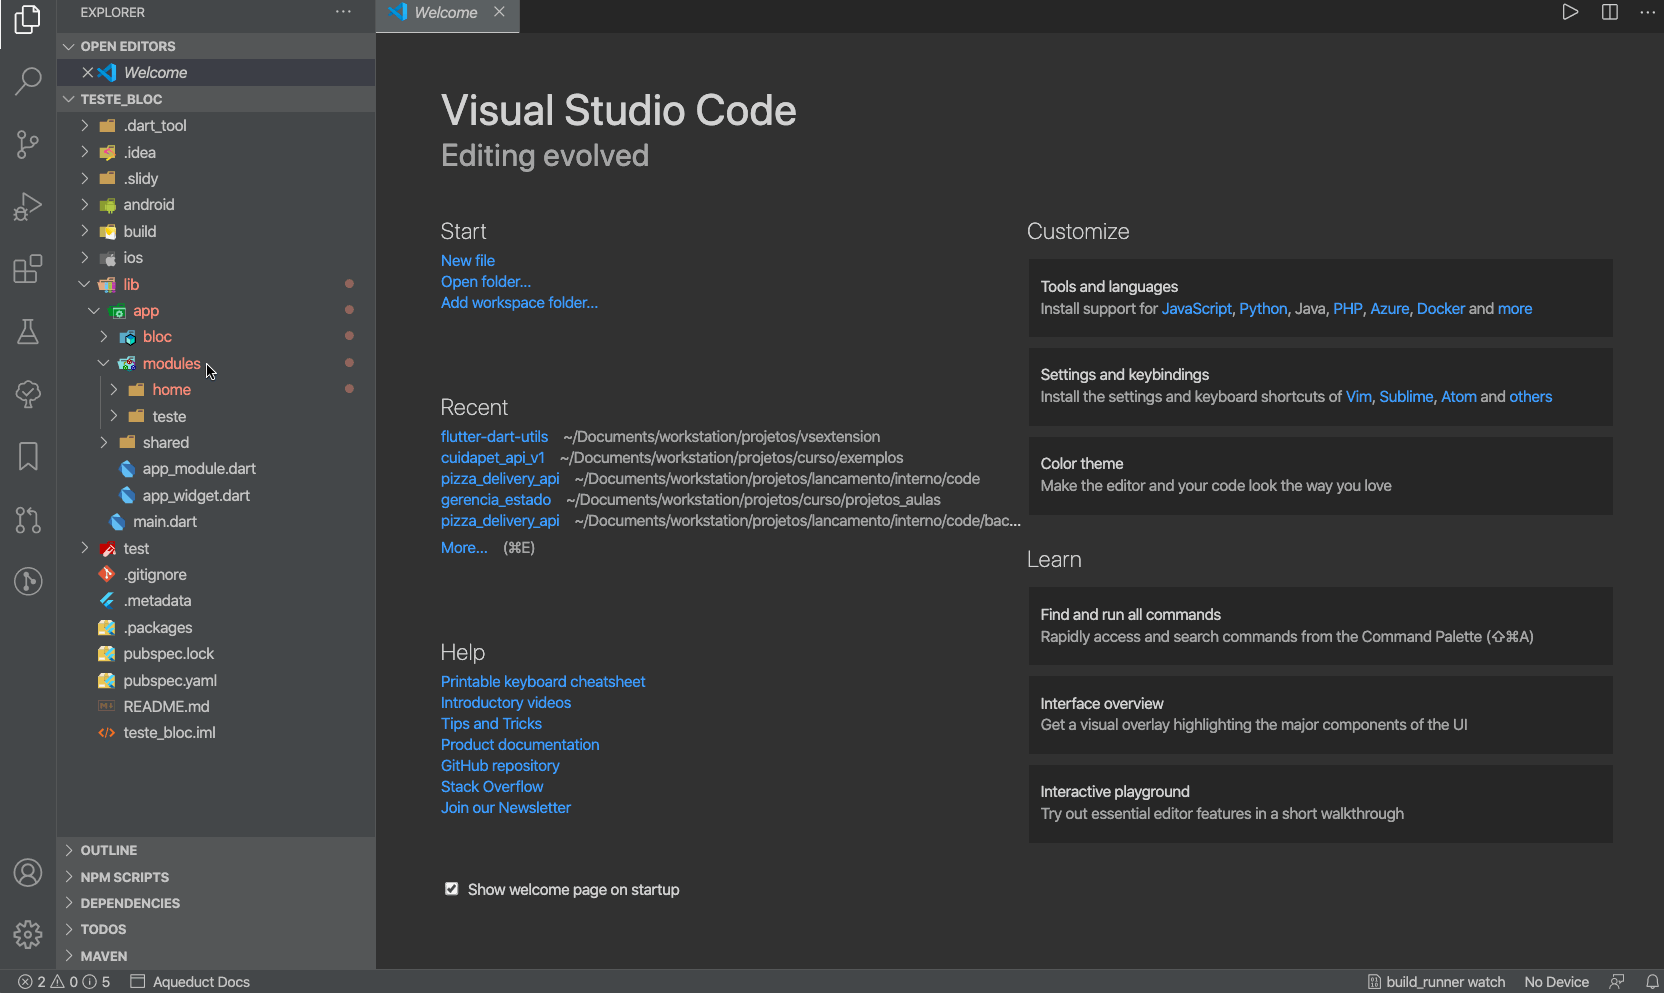 EXPLORER
OPEN EDITORS
Welcome
TESTE_BLOC
.dart_tool
.idea
.slidy
android
build
ios
lib
app
bloc
modules
home
teste
shared
app_module.dart
app_widget.dart
main.dart
test
.gitignore
.metadata
.packages
pubspec.lock
pubspec.yaml
README.md
teste_bloc.iml
OUTLINE
NPM SCRIPTS
DEPENDENCIES
TODOS
MAVEN
Welcome
Visual Studio Code
Editing evolved
Start
New file
Open folder...
Add workspace folder...
Recent
flutter-dart-utils ~/Documents/workstation/projetos/vsextension
cuidapet_api_v1 ~/Documents/workstation/projetos/curso/exemplos
pizza_delivery_api ~/Documents/workstation/projetos/lancamento/interno/code
gerencia_estado ~/Documents/workstation/projetos/curso/projetos_aulas
pizza_delivery_api ~/Documents/workstation/projetos/lancamento/interno/code/bac...
More... (⌘E)
Help
Printable keyboard cheatsheet
Introductory videos
Tips and Tricks
Product documentation
GitHub repository
Stack Overflow
Join our Newsletter
Show welcome page on startup
Customize
Tools and languages
Install support for JavaScript, Python, Java, PHP, Azure, Docker and more
Settings and keybindings
Install the settings and keyboard shortcuts of Vim, Sublime, Atom and others
Color theme
Make the editor and your code look the way you love
Learn
Find and run all commands
Rapidly access and search commands from the Command Palette (⇧⌘A)
Interface overview
Get a visual overlay highlighting the major components of the UI
Interactive playground
Try out essential editor features in a short walkthrough
2 0 5 Aqueduct Docs build_runner watch No Device